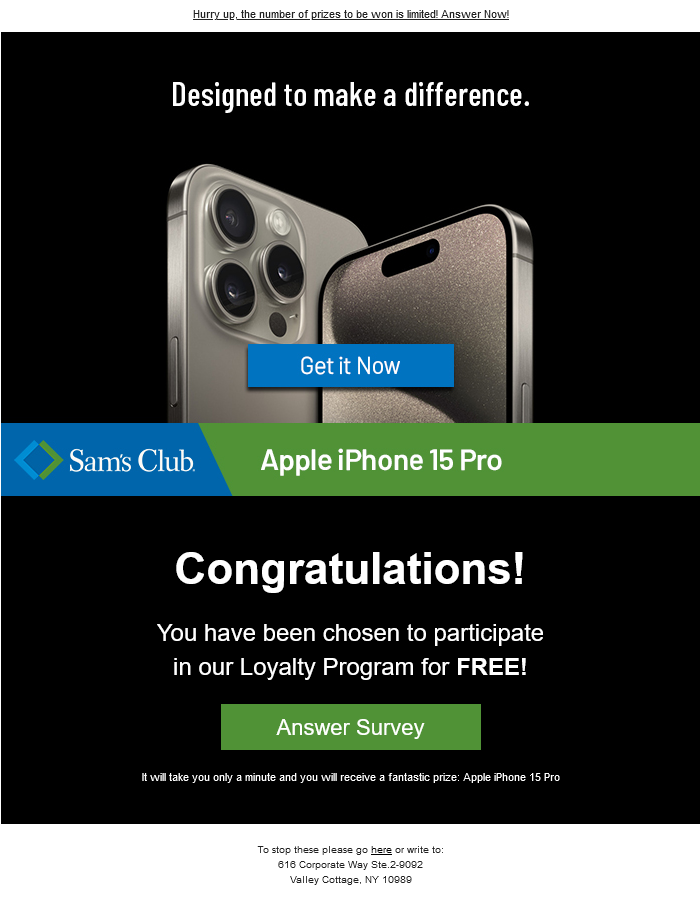 Hurry up, the number of prizes to be won is limited! Answer Now!
Designed to make a difference.
Get it Now
Sam's Club.
Apple iPhone 15 Pro
Congratulations!
You have been chosen to participate
in our Loyalty Program for FREE!
Answer Survey
It will take you only a minute and you will receive a fantastic prize: Apple iPhone 15 Pro
To stop these please go here or write to:
616 Corporate Way Ste.2-9092
Valley Cottage, NY 10989